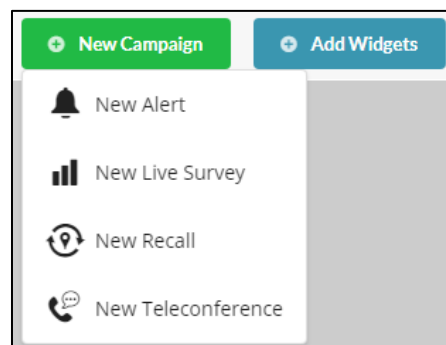 New Campaign
Add Widgets
New Alert
New Live Survey
New Recall
New Teleconference